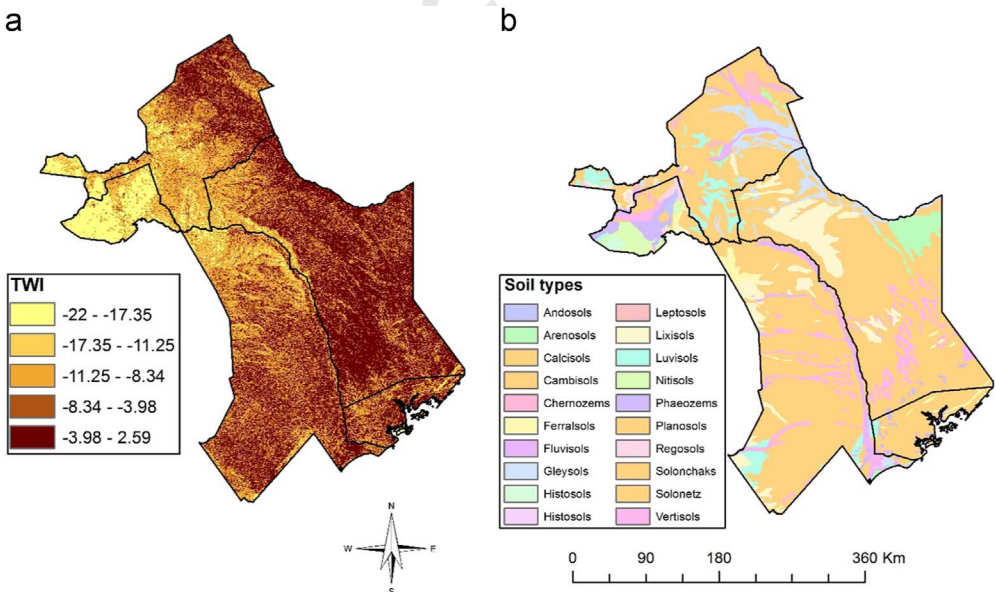 a
b
TWI
-22 - -17.35
-17.35 - -11.25
-11.25 - -8.34
-8.34 - -3.98
-3.98 - 2.59
N
W E
S
Soil types
Andosols Leptosols
Arenosols Lixisols
Calcisols Luvisols
Cambisols Nitisols
Chernozems Phaeozems
Ferralsols Planosols
Fluvisols Regosols
Gleysols Solonchaks
Histosols Solonetz
Histosols Vertisols
0 90 180 360 Km